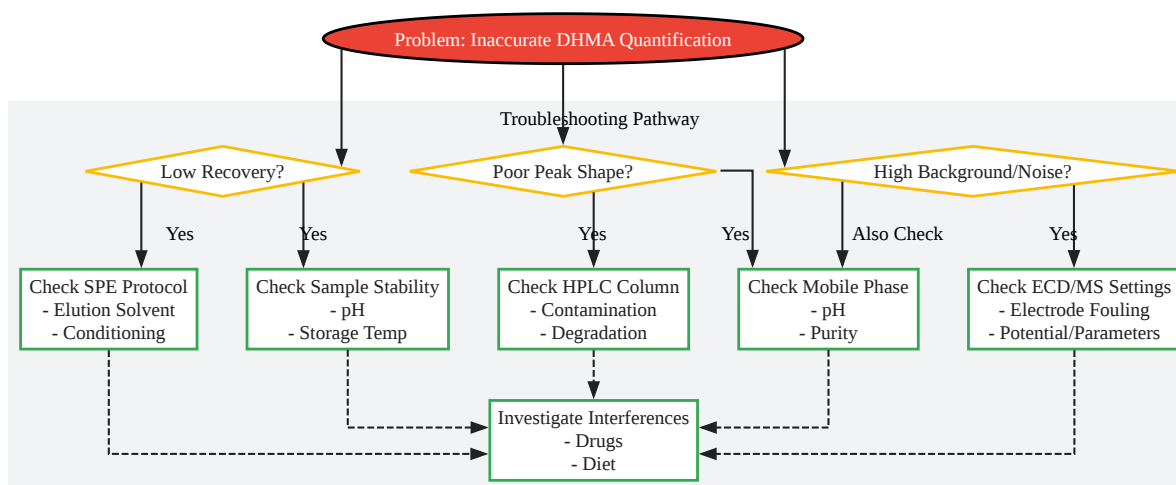 Problem: Inaccurate DHMA Quantification
Troubleshooting Pathway
Low Recovery?
Poor Peak Shape?
High Background/Noise?
Yes
Yes
Yes
Yes
Also Check
Yes
Check SPE Protocol
- Elution Solvent
- Conditioning
Check Sample Stability
- pH
- Storage Temp
Check HPLC Column
- Contamination
- Degradation
Check Mobile Phase
- pH
- Purity
Check ECD/MS Settings
- Electrode Fouling
- Potential/Parameters
Investigate Interferences
- Drugs
- Diet